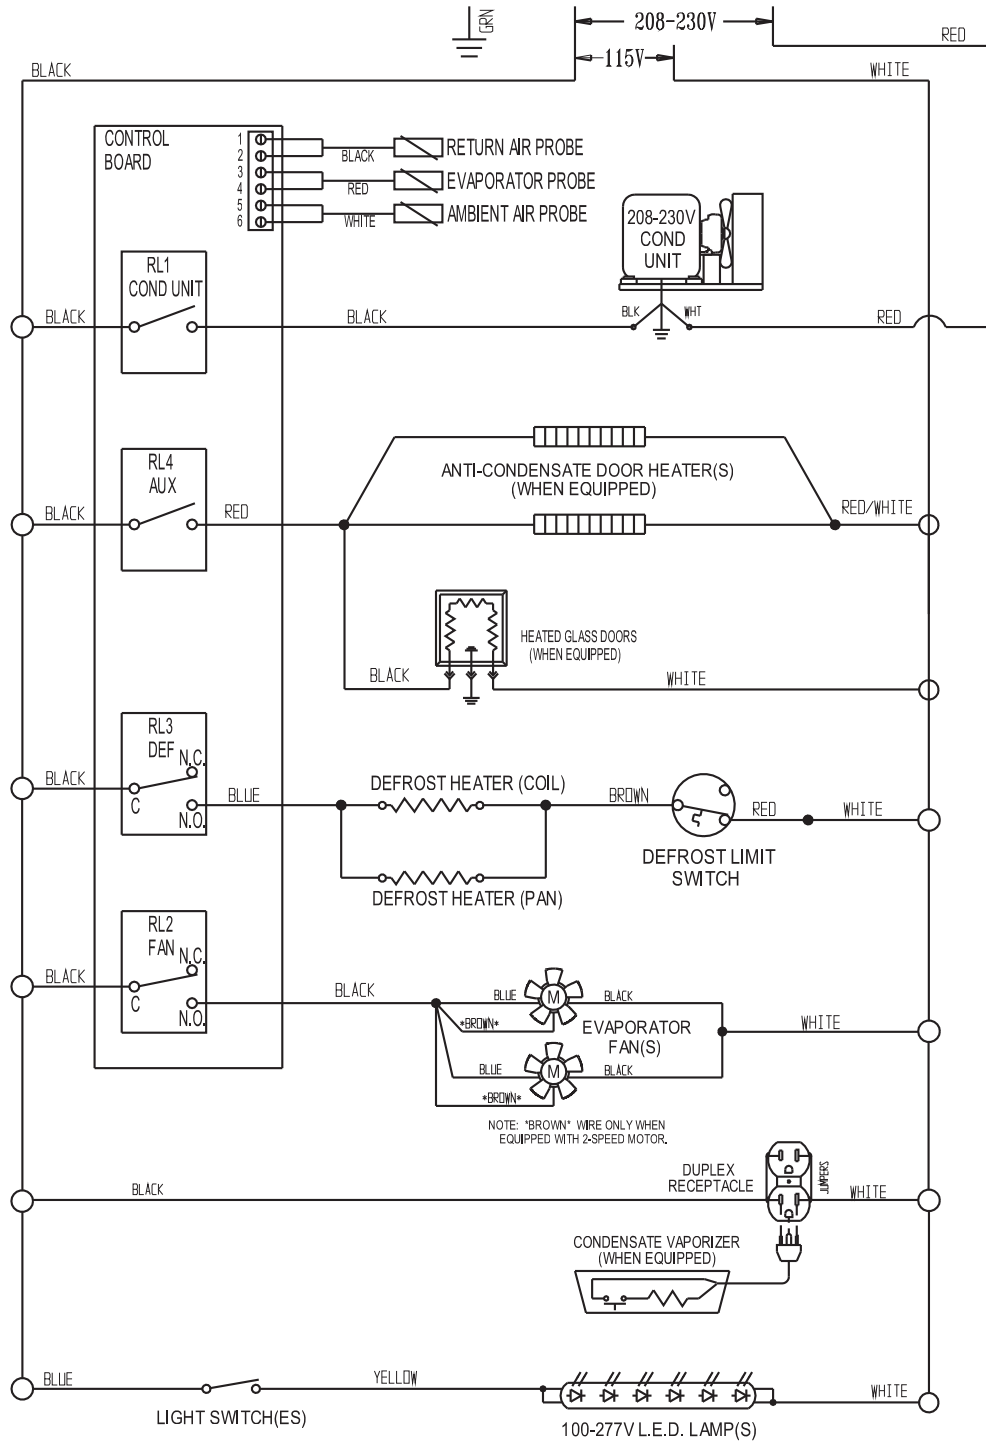 GRN
208-230V
RED
115V
BLACK
WHITE
CONTROL
BOARD
1
2
3
4
5
6
BLACK
RETURN AIR PROBE
RED
EVAPORATOR PROBE
WHITE
AMBIENT AIR PROBE
208-230V
COND
UNIT
RL1
COND UNIT
BLACK
BLACK
BLK
WHT
RED
ANTI-CONDENSATE DOOR HEATER(S)
(WHEN EQUIPPED)
RL4
AUX
BLACK
RED
RED/WHITE
HEATED GLASS DOORS
(WHEN EQUIPPED)
BLACK
WHITE
RL3
DEF
N.C.
C
N.O.
BLACK
BLUE
DEFROST HEATER (COIL)
BROWN
RED
WHITE
DEFROST LIMIT
SWITCH
DEFROST HEATER (PAN)
RL2
FAN
N.C.
C
N.O.
BLACK
BLACK
BLUE
M
BLACK
*BROWN*
EVAPORATOR
FAN(S)
WHITE
BLUE
M
BLACK
*BROWN*
NOTE: *BROWN* WIRE ONLY WHEN
EQUIPPED WITH 2-SPEED MOTOR.
BLACK
DUPLEX
RECEPTACLE
JUMPERS
WHITE
CONDENSATE VAPORIZER
(WHEN EQUIPPED)
BLUE
YELLOW
WHITE
LIGHT SWITCH(ES)
100-277V L.E.D. LAMP(S)